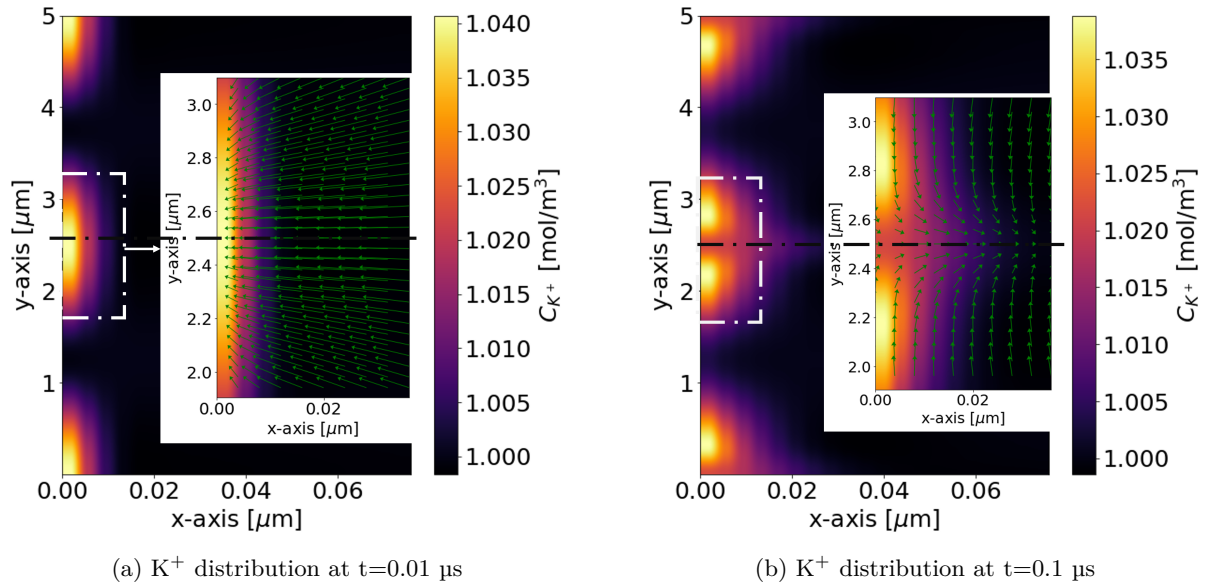 5
4
3
2
1
y-axis [μm]
0.00 0.02 0.04 0.06
x-axis [μm]
3.0
2.8
2.6
2.4
2.2
2.0
y-axis [μm]
0.00 0.02
x-axis [μm]
1.040
1.035
1.030
1.025
1.020
1.015
1.010
1.005
1.000
C_{K^+} [mol/m^3]
(a) K^+ distribution at t=0.01 µs
5
4
3
2
1
y-axis [μm]
0.00 0.02 0.04 0.06
x-axis [μm]
3.0
2.8
2.6
2.4
2.2
2.0
y-axis [μm]
0.00 0.02
x-axis [μm]
1.035
1.030
1.025
1.020
1.015
1.010
1.005
1.000
C_{K^+} [mol/m^3]
(b) K^+ distribution at t=0.1 µs